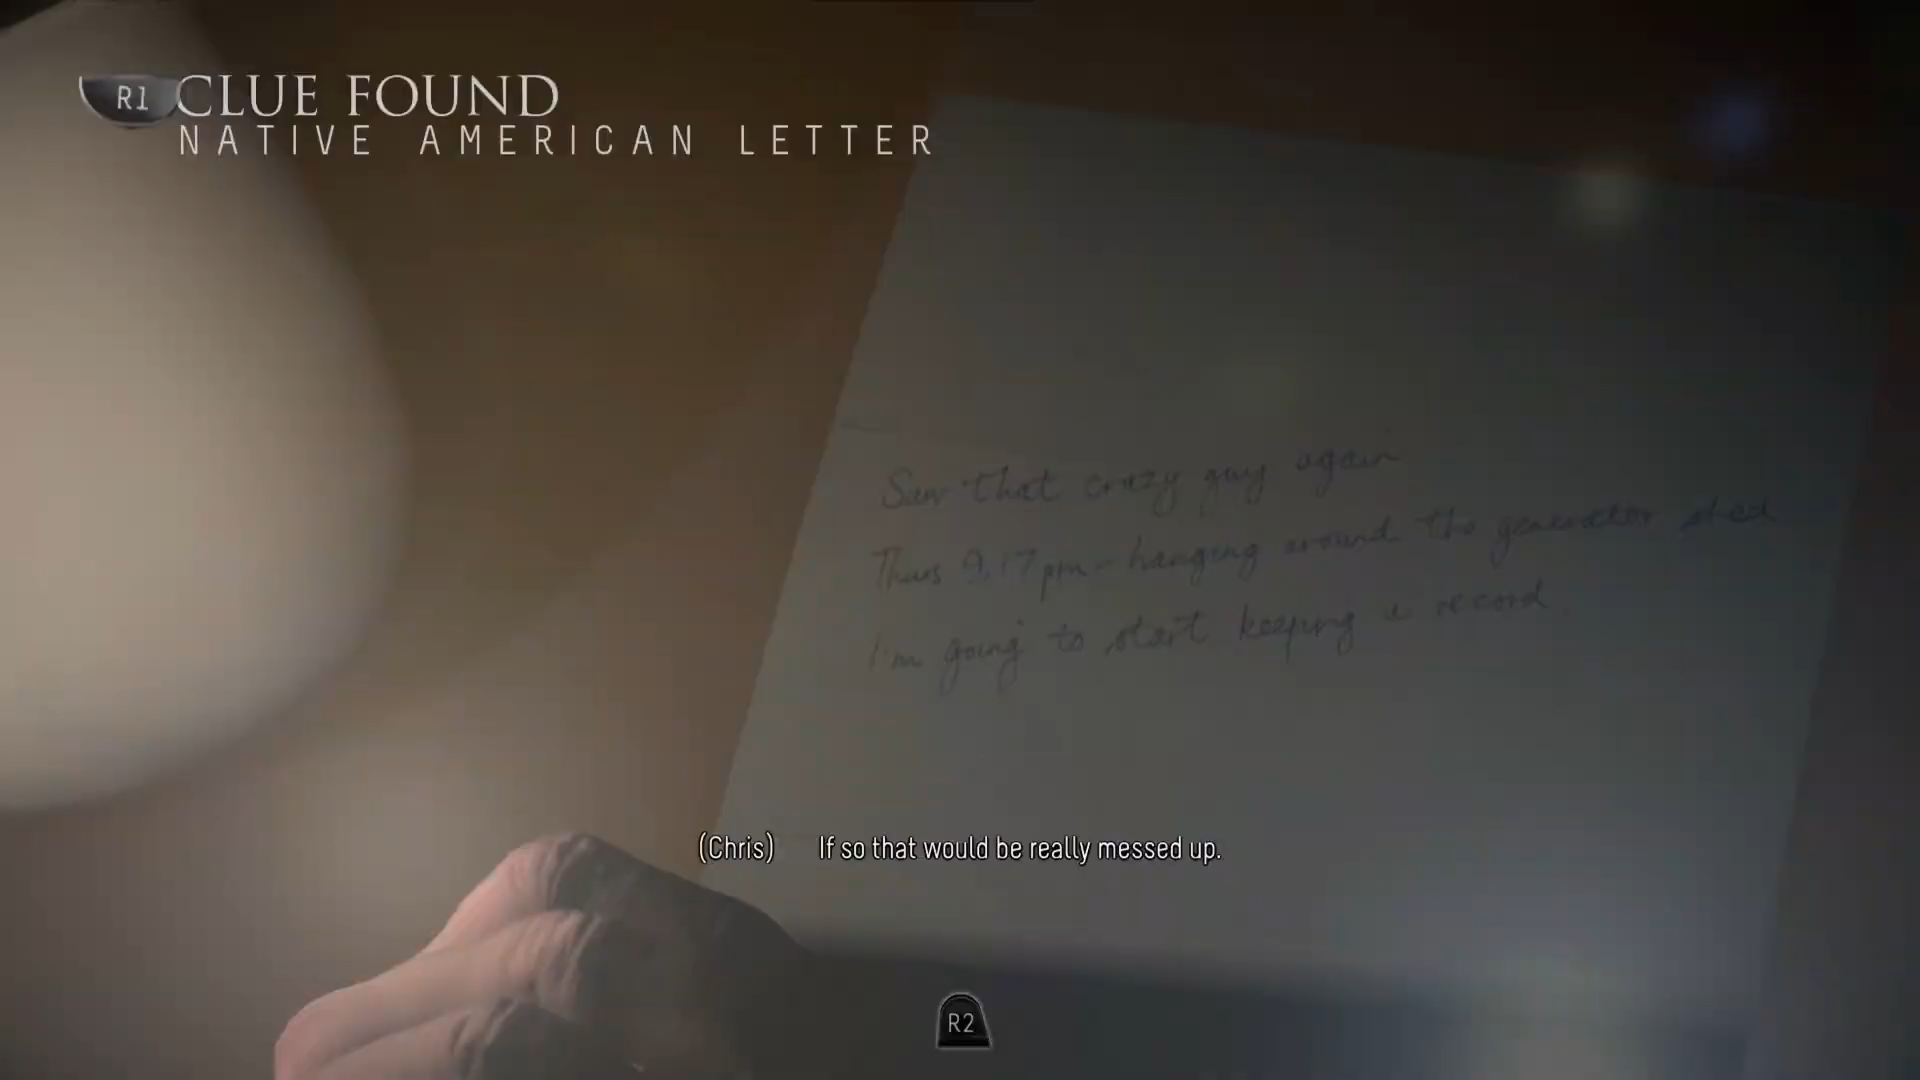 R1 CLUE FOUND
NATIVE AMERICAN LETTER
Saw that crazy guy again
Thurs 9.17pm - hanging around the generator shed
I'm going to start keeping a record
(Chris) If so that would be really messed up.
R2